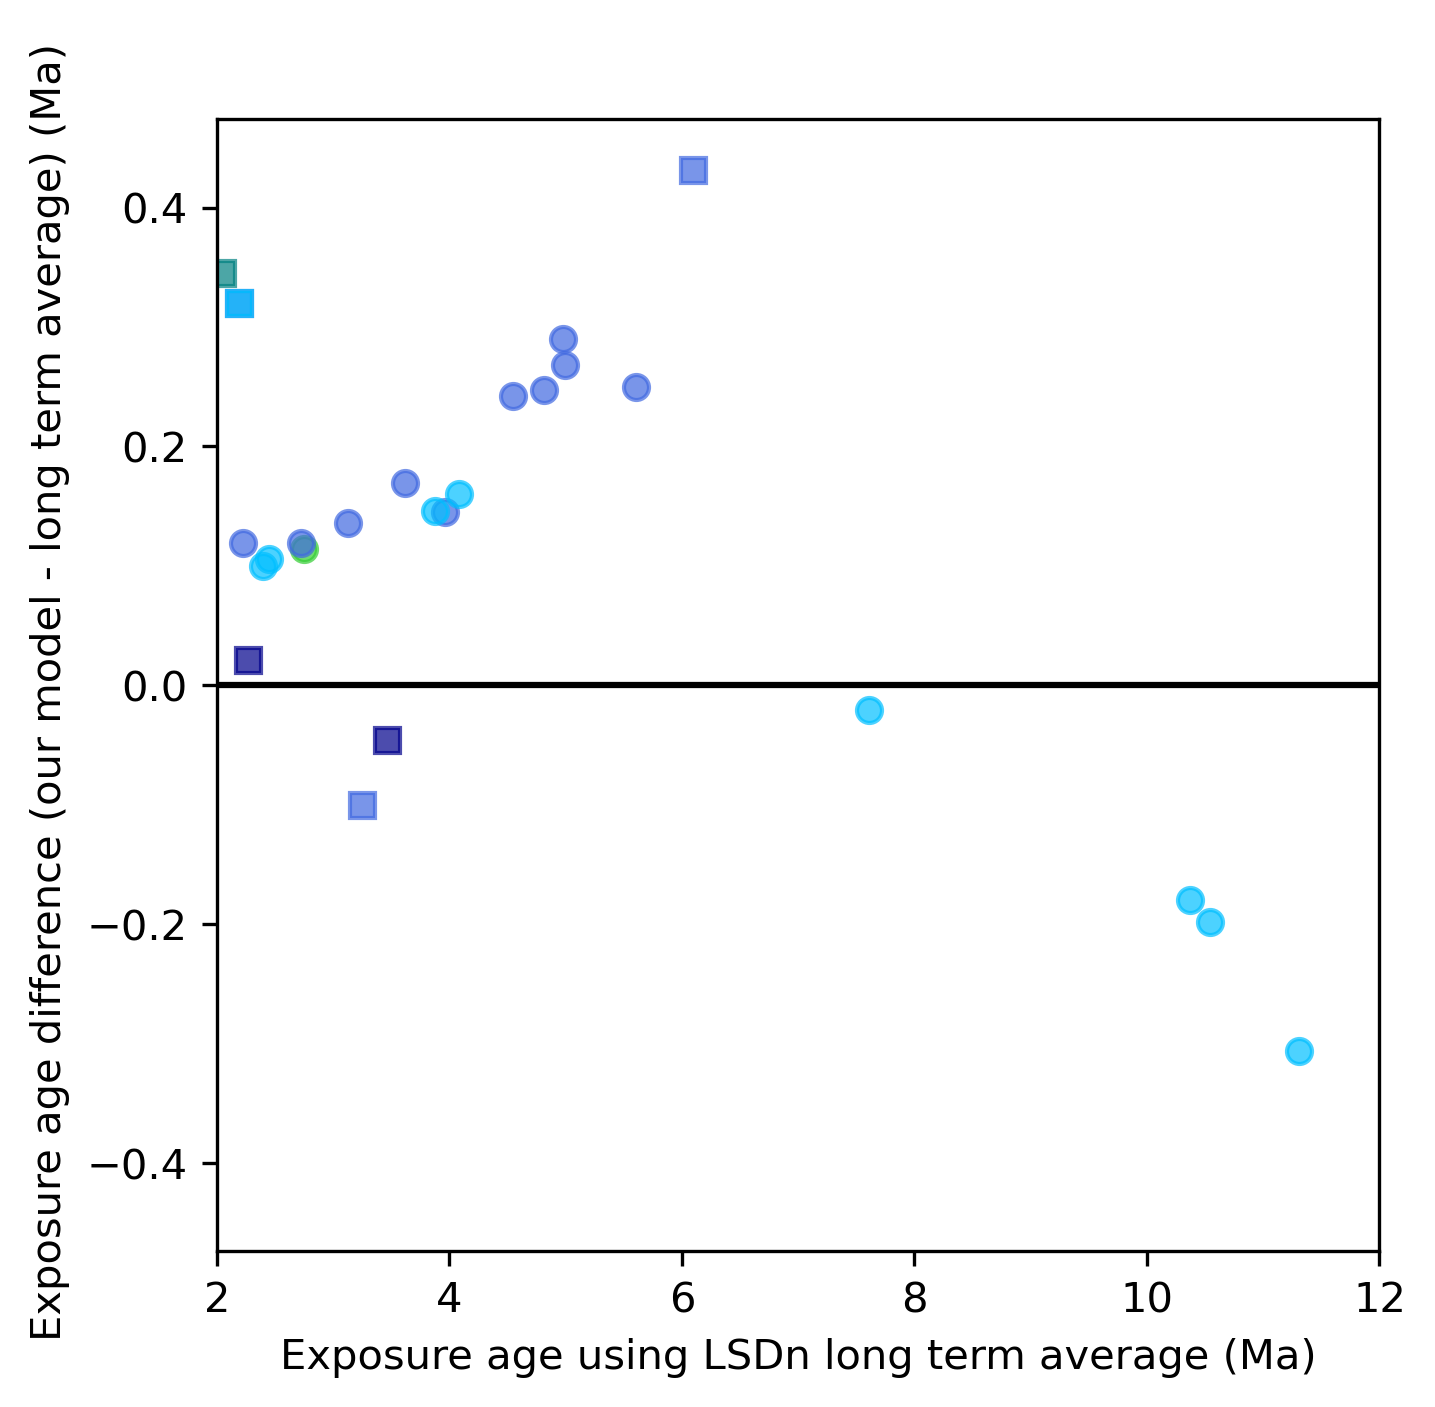 Exposure age difference (our model - long term average) (Ma)
0.4
0.2
0.0
−0.2
−0.4
2 4 6 8 10 12
Exposure age using LSDn long term average (Ma)